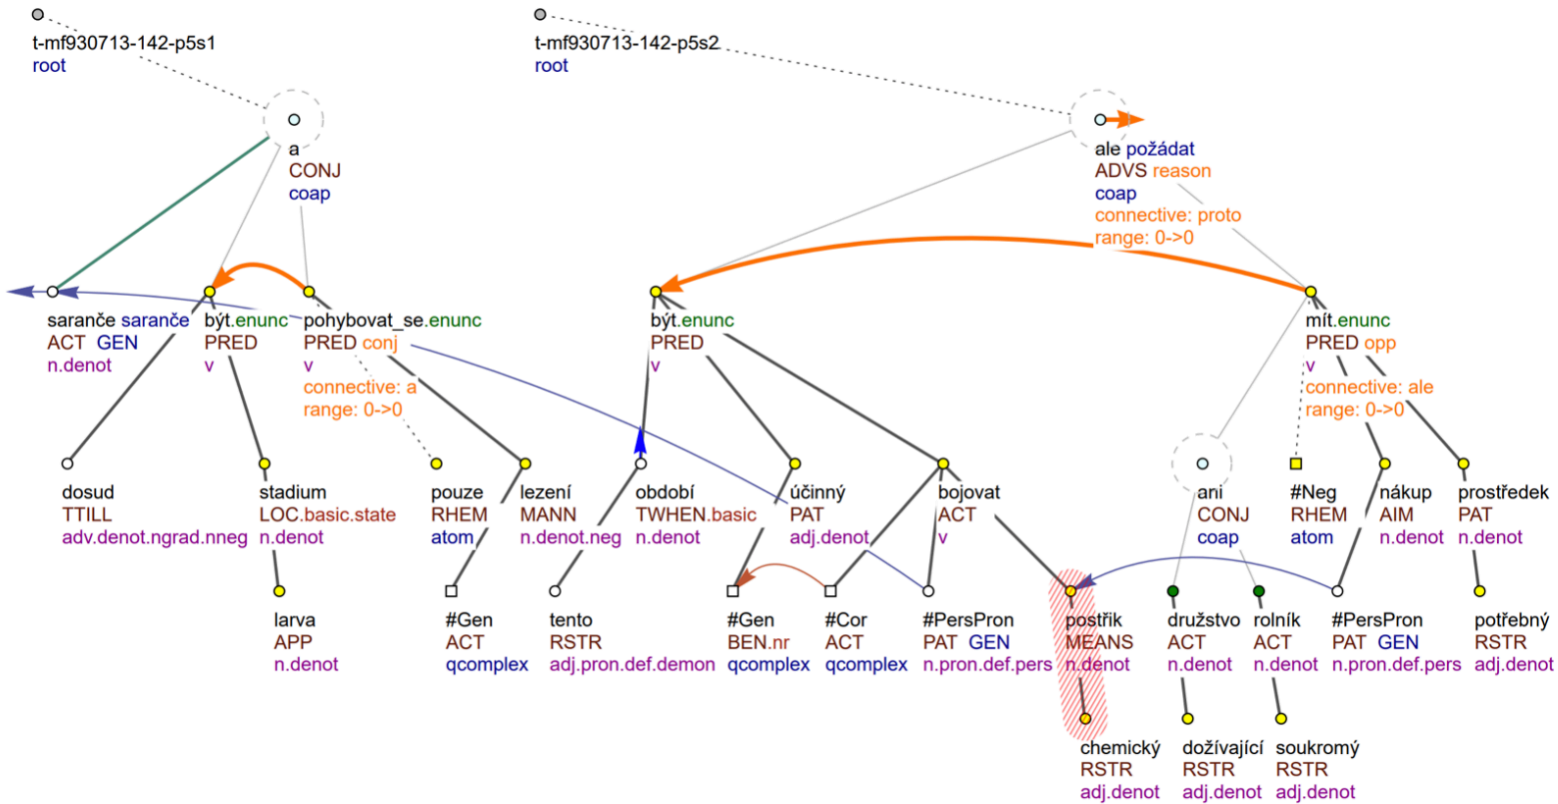 t-mf930713-142-p5s1
root
t-mf930713-142-p5s2
root
a
CONJ
coap
ale požádat
ADVS reason
coap
connective: proto
range: 0->0
saranče saranče
ACT GEN
n.denot
být.enunc
PRED
v
pohybovat_se.enunc
PRED conj
v
connective: a
range: 0->0
být.enunc
PRED
v
mít.enunc
PRED opp
v
connective: ale
range: 0->0
dosud
TTILL
adv.denot.ngrad.nneg
stadium
LOC.basic.state
n.denot
pouze
RHEM
atom
lezení
MANN
n.denot.neg
období
TWHEN.basic
n.denot
účinný
PAT
adj.denot
bojovat
ACT
v
ani
CONJ
coap
#Neg
RHEM
atom
nákup
AIM
n.denot
prostředek
PAT
n.denot
larva
APP
n.denot
#Gen
ACT
qcomplex
tento
RSTR
adj.pron.def.demon
#Gen
BEN.nr
qcomplex
#Cor
ACT
qcomplex
#PersPron
PAT GEN
n.pron.def.pers
postřik
MEANS
n.denot
družstvo
ACT
n.denot
rolník
ACT
n.denot
#PersPron
PAT GEN
n.pron.def.pers
potřebný
RSTR
adj.denot
chemický
RSTR
adj.denot
dožívající
RSTR
adj.denot
soukromý
RSTR
adj.denot